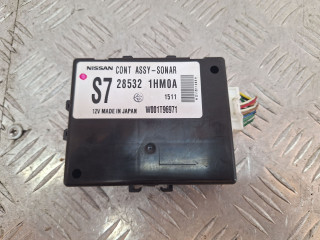 NISSAN CONT ASSY-SONAR
S7 28532 1HM0A
1511
12V MADE IN JAPAN W001T96971